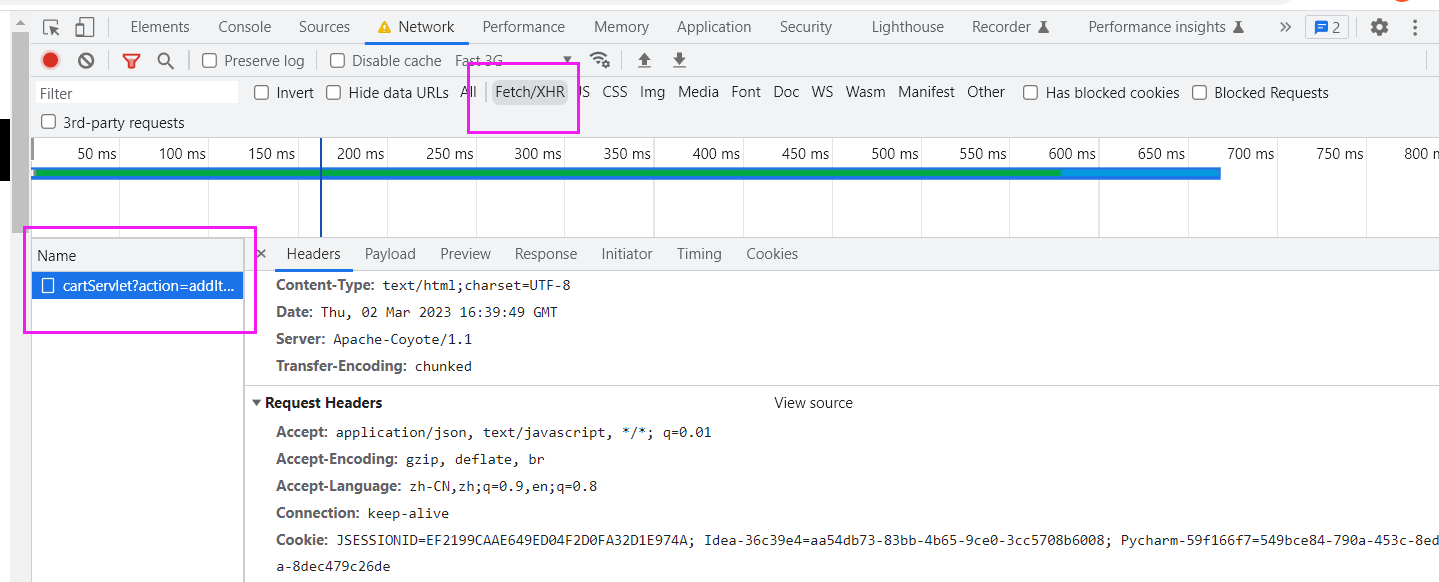 Elements Console Sources Network Performance Memory Application Security Lighthouse Recorder Performance insights » 2
Preserve log Disable cache Fast 3G
Filter Invert Hide data URLs All Fetch/XHR JS CSS Img Media Font Doc WS Wasm Manifest Other Has blocked cookies Blocked Requests
3rd-party requests
50 ms 100 ms 150 ms 200 ms 250 ms 300 ms 350 ms 400 ms 450 ms 500 ms 550 ms 600 ms 650 ms 700 ms 750 ms 800 m
Name × Headers Payload Preview Response Initiator Timing Cookies
cartServlet?action=addIt...
Content-Type: text/html;charset=UTF-8
Date: Thu, 02 Mar 2023 16:39:49 GMT
Server: Apache-Coyote/1.1
Transfer-Encoding: chunked
Request Headers View source
Accept: application/json, text/javascript, */*; q=0.01
Accept-Encoding: gzip, deflate, br
Accept-Language: zh-CN,zh;q=0.9,en;q=0.8
Connection: keep-alive
Cookie: JSESSIONID=EF2199CAAE649ED04F2D0FA32D1E974A; Idea-36c39e4=aa54db73-83bb-4b65-9ce0-3cc5708b6008; Pycharm-59f166f7=549bce84-790a-453c-8ed
a-8dec479c26de